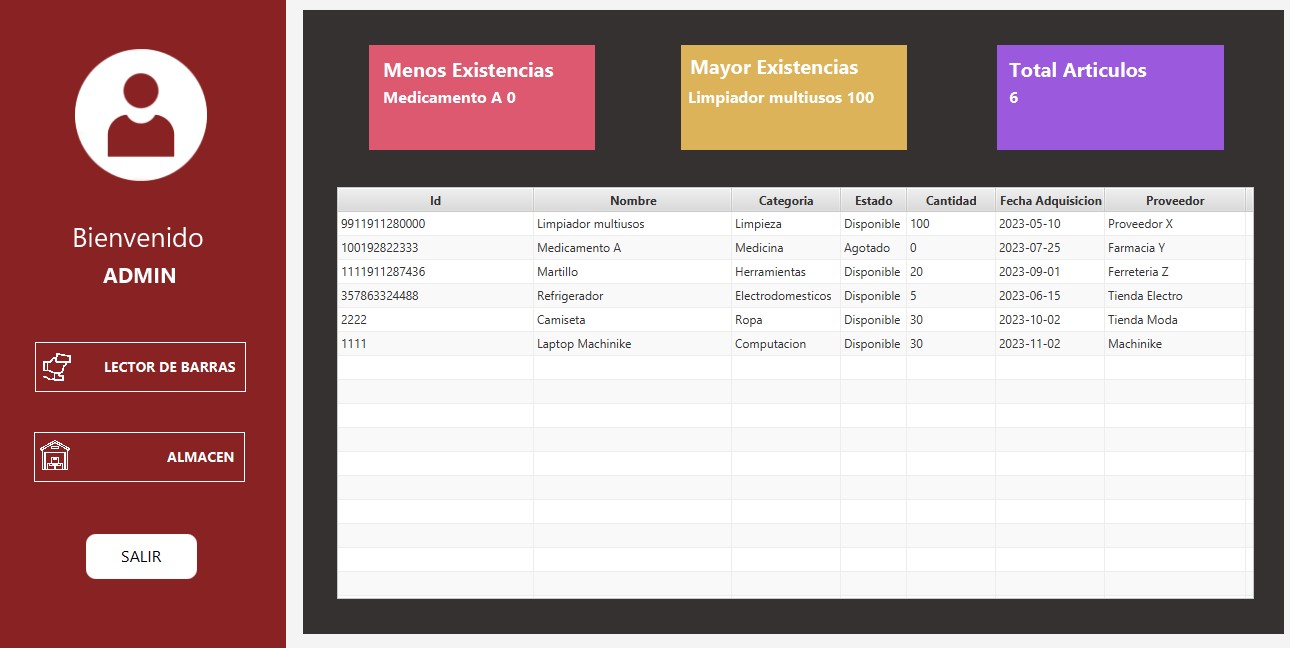 Bienvenido
ADMIN
LECTOR DE BARRAS
ALMACEN
SALIR
Menos Existencias
Medicamento A 0
Mayor Existencias
Limpiador multiusos 100
Total Articulos
6
Id Nombre Categoria Estado Cantidad Fecha Adquisicion Proveedor
9911911280000 Limpiador multiusos Limpieza Disponible 100 2023-05-10 Proveedor X
100192822333 Medicamento A Medicina Agotado 0 2023-07-25 Farmacia Y
1111911287436 Martillo Herramientas Disponible 20 2023-09-01 Ferreteria Z
357863324488 Refrigerador Electrodomesticos Disponible 5 2023-06-15 Tienda Electro
2222 Camiseta Ropa Disponible 30 2023-10-02 Tienda Moda
1111 Laptop Machinike Computacion Disponible 30 2023-11-02 Machinike